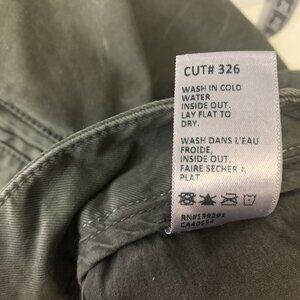 CUT# 326
WASH IN COLD
WATER
INSIDE OUT.
LAY FLAT TO
DRY.
WASH DANS L'EAU
FROIDE,
INSIDE OUT.
FAIRE SECHER A
PLAT
RN#139291
CA40554